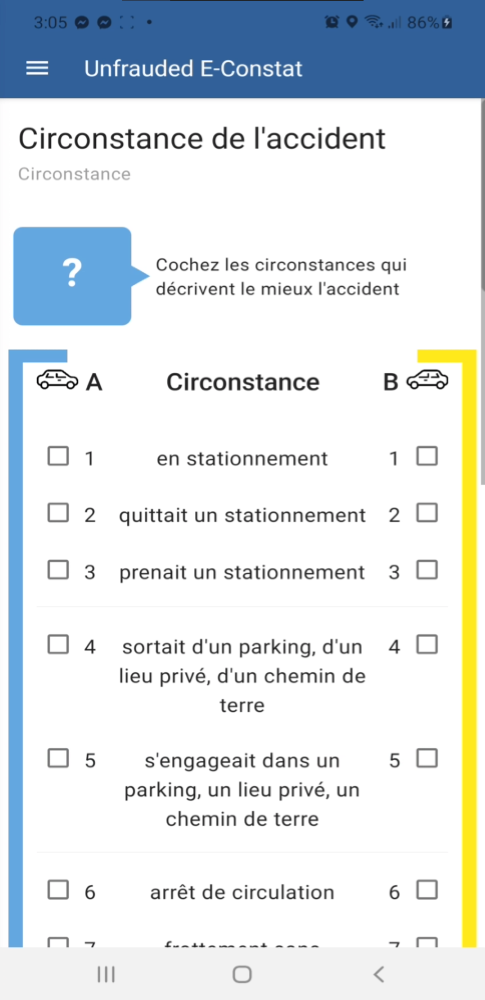 3:05 86%
Unfrauded E-Constat
Circonstance de l'accident
Circonstance
?
Cochez les circonstances qui
décrivent le mieux l'accident
A Circonstance B
1 en stationnement 1
2 quittait un stationnement 2
3 prenait un stationnement 3
4 sortait d'un parking, d'un 4
lieu privé, d'un chemin de
terre
5 s'engageait dans un 5
parking, un lieu privé, un
chemin de terre
6 arrêt de circulation 6
7 7